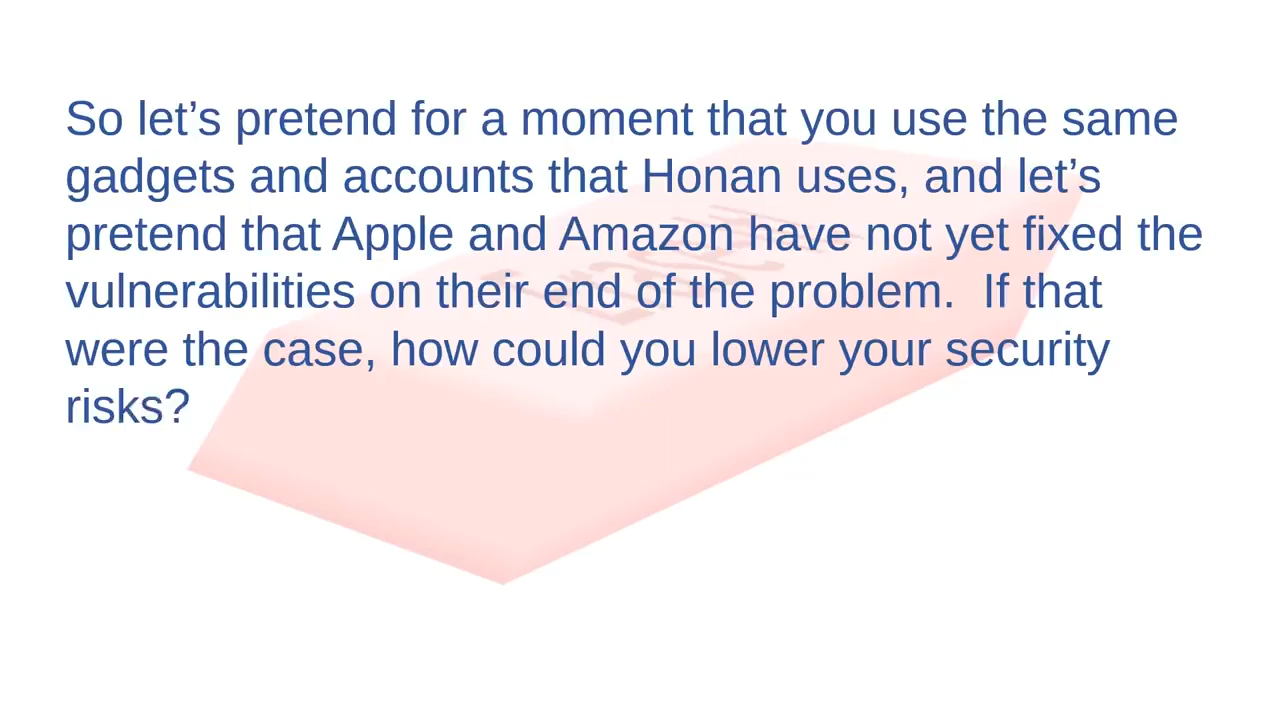 So let’s pretend for a moment that you use the same
gadgets and accounts that Honan uses, and let’s
pretend that Apple and Amazon have not yet fixed the
vulnerabilities on their end of the problem.  If that
were the case, how could you lower your security
risks?